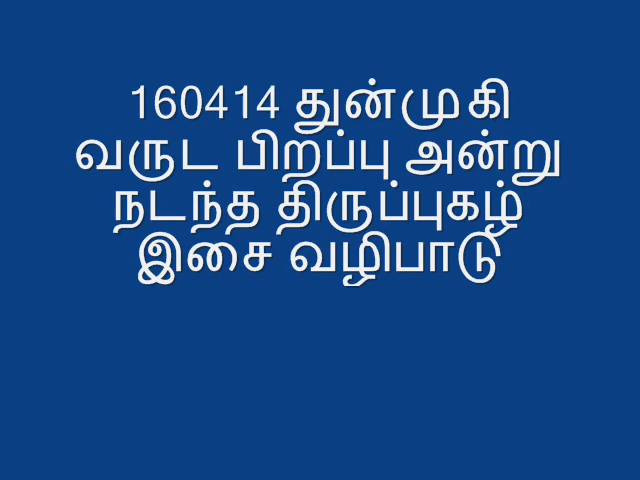 160414 துன்முகி
வருட பிறப்பு அன்று
நடந்த திருப்புகழ்
இசை வழிபாடு